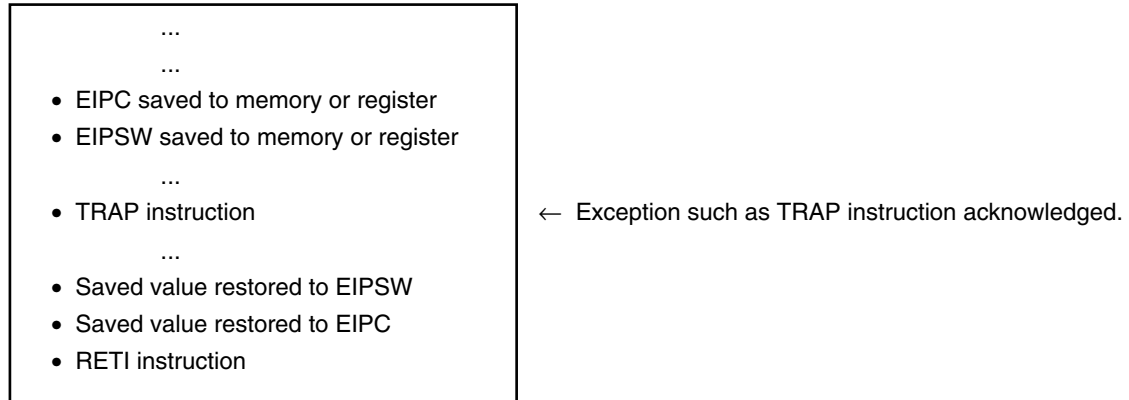 ...
...
• EIPC saved to memory or register
• EIPSW saved to memory or register
...
• TRAP instruction ← Exception such as TRAP instruction acknowledged.
...
• Saved value restored to EIPSW
• Saved value restored to EIPC
• RETI instruction